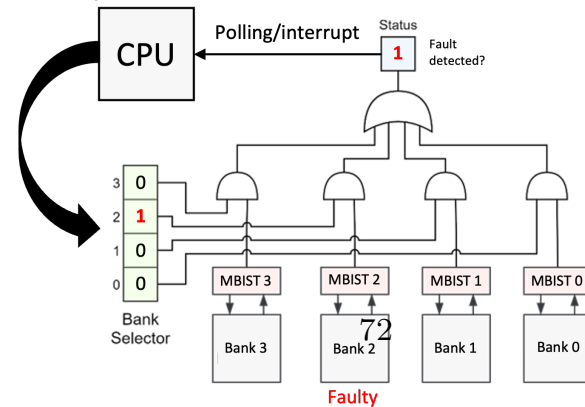 Status
Polling/interrupt
CPU
1
Fault
detected?
3 0
2 1
1 0
0 0
Bank
Selector
MBIST 3 MBIST 2 MBIST 1 MBIST 0
72
Bank 3 Bank 2 Bank 1 Bank 0
Faulty